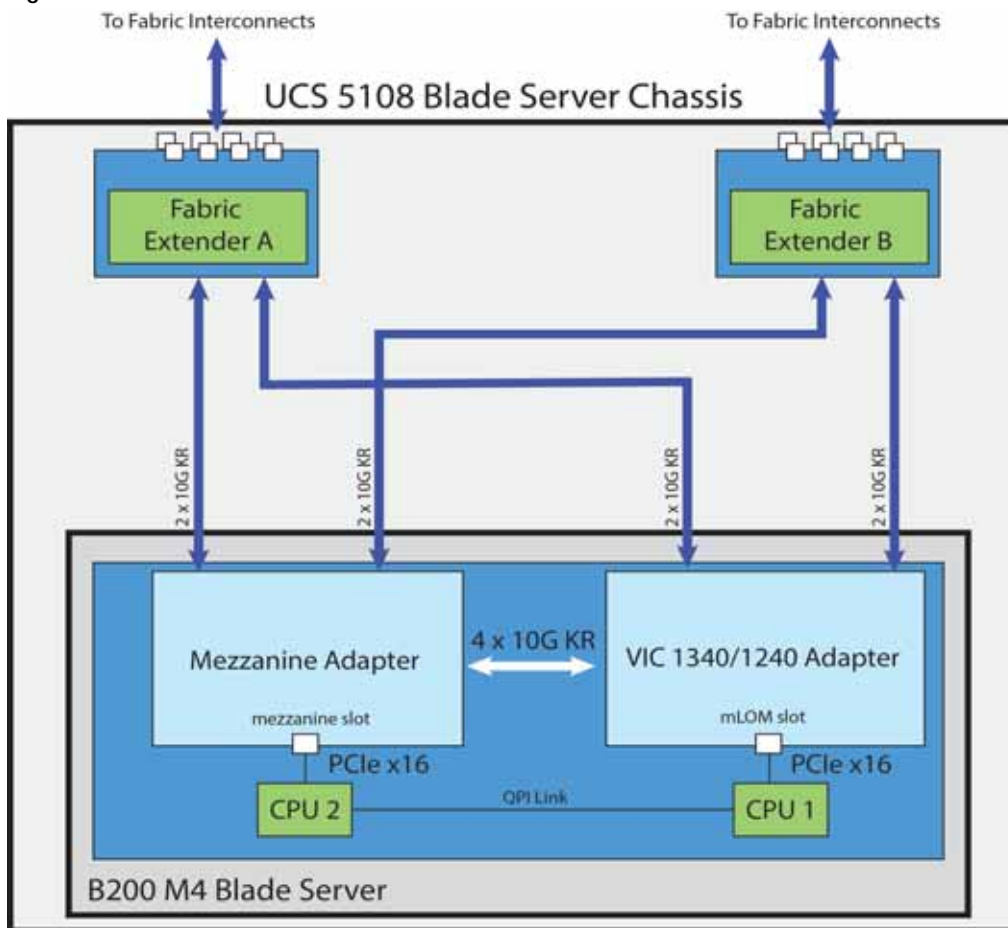 To Fabric Interconnects
To Fabric Interconnects
UCS 5108 Blade Server Chassis
Fabric
Extender A
Fabric
Extender B
2 x 10G KR
2 x 10G KR
2 x 10G KR
2 x 10G KR
Mezzanine Adapter
4 x 10G KR
VIC 1340/1240 Adapter
mezzanine slot
mLOM slot
PCIe x16
PCIe x16
CPU 2
QPI Link
CPU 1
B200 M4 Blade Server